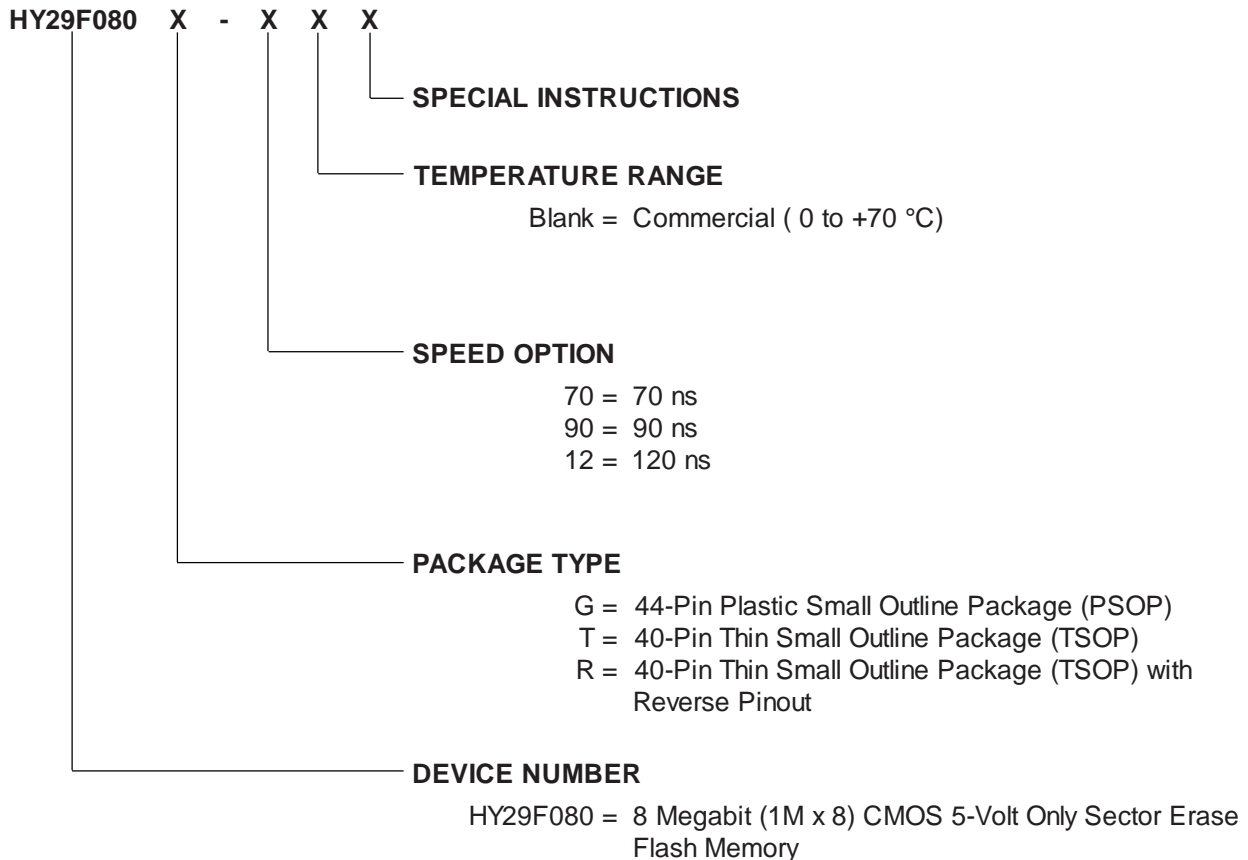 HY29F080 X - X X X
SPECIAL INSTRUCTIONS
TEMPERATURE RANGE
Blank = Commercial ( 0 to +70 °C)
SPEED OPTION
70 = 70 ns
90 = 90 ns
12 = 120 ns
PACKAGE TYPE
G = 44-Pin Plastic Small Outline Package (PSOP)
T = 40-Pin Thin Small Outline Package (TSOP)
R = 40-Pin Thin Small Outline Package (TSOP) with
Reverse Pinout
DEVICE NUMBER
HY29F080 = 8 Megabit (1M x 8) CMOS 5-Volt Only Sector Erase
Flash Memory